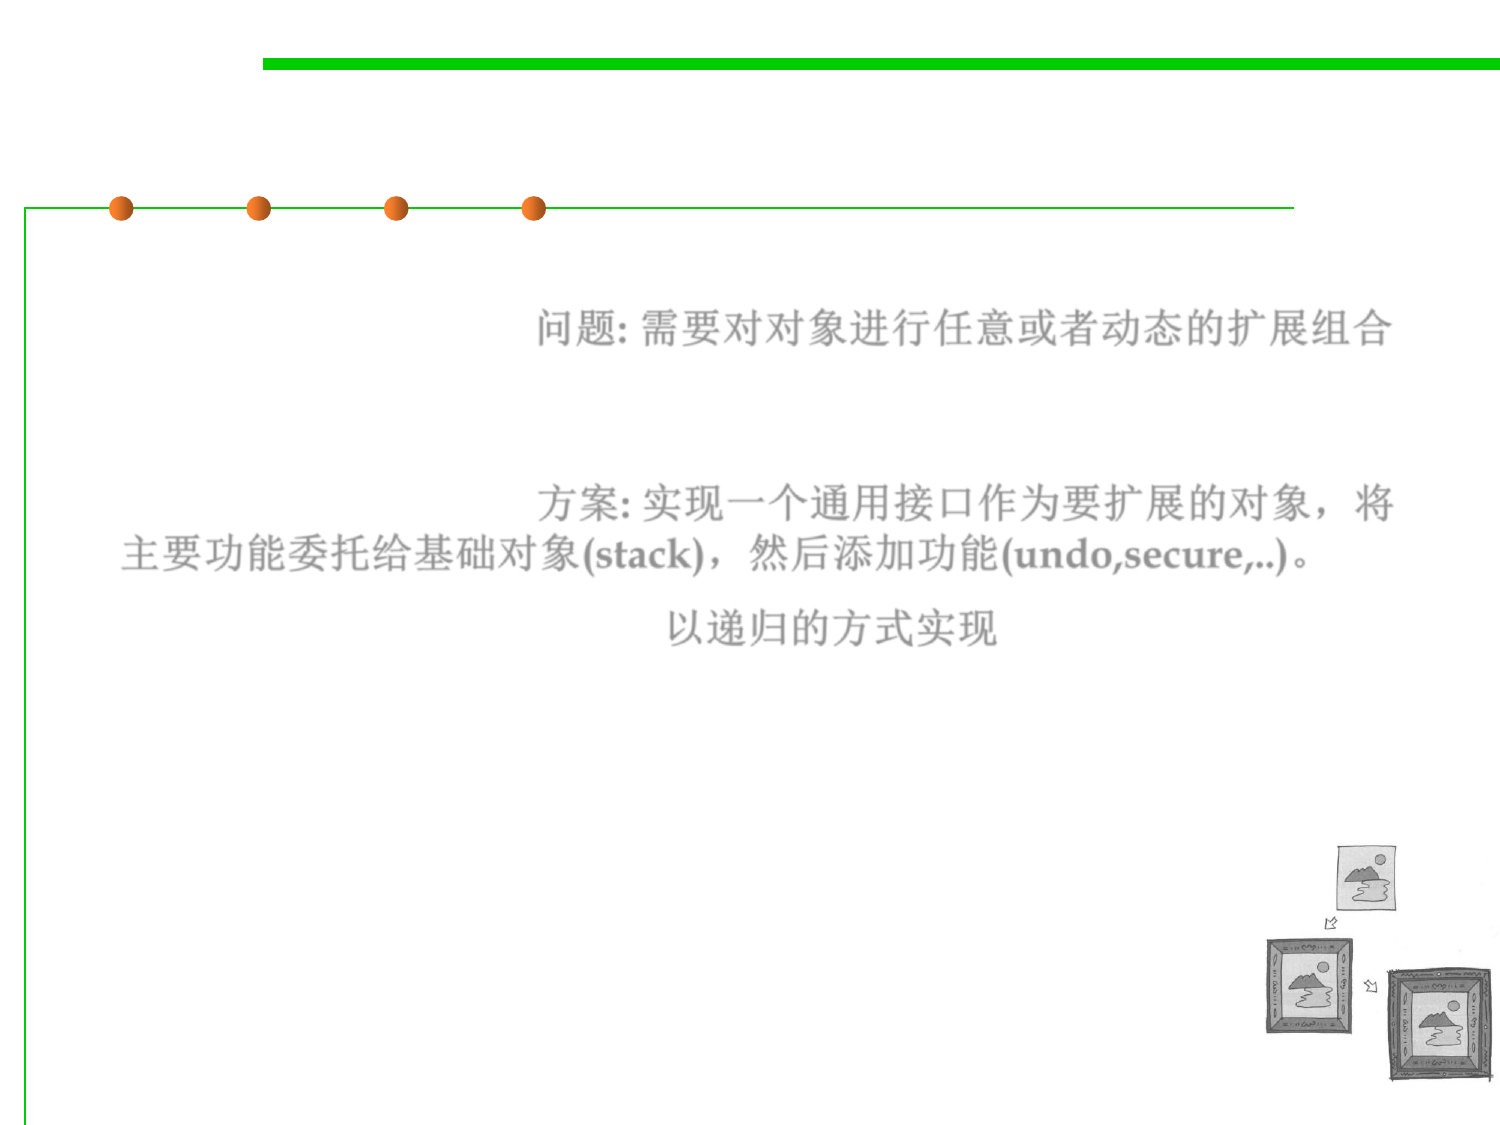 问题: 需要对对象进行任意或者动态的扩展组合
方案: 实现一个通用接口作为要扩展的对象，将
主要功能委托给基础对象(stack)，然后添加功能(undo,secure,..)。
以递归的方式实现